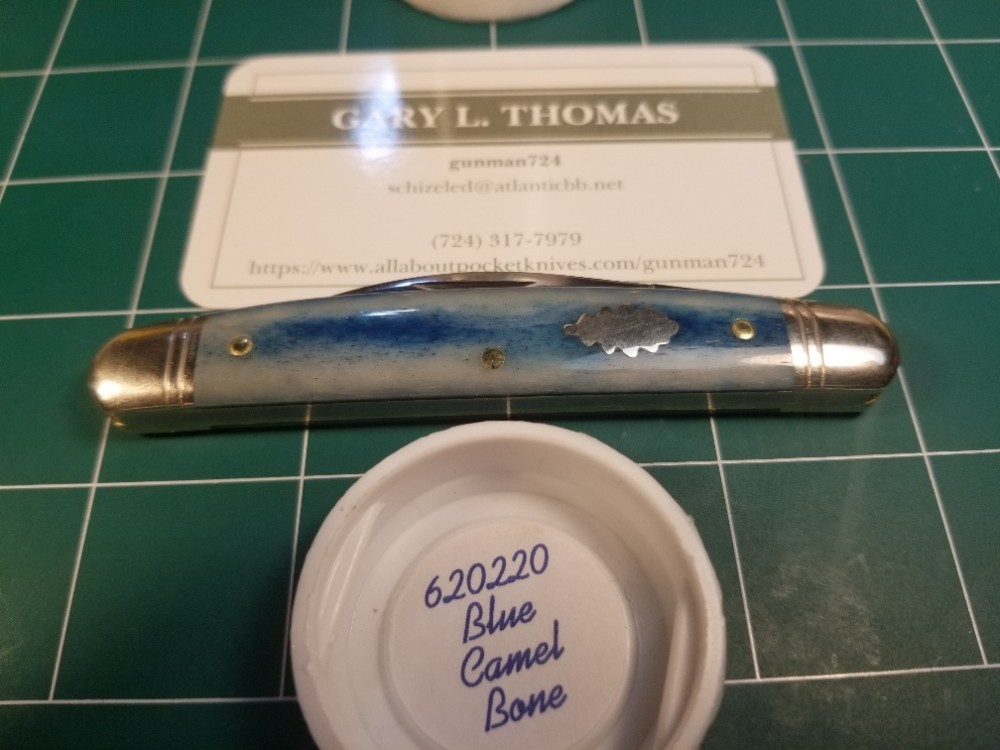 GARY L. THOMAS
gunman724
schizeled@atlanticbb.net
(724) 317-7979
https://www.allaboutpocketknives.com/gunman724
620220
Blue
Camel
Bone